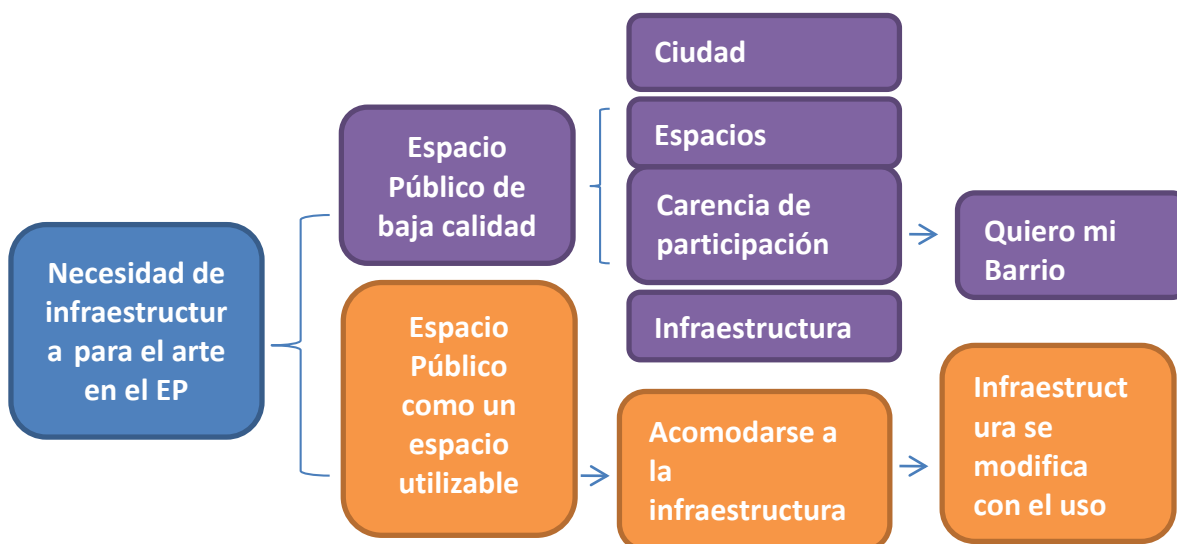 Necesidad de
infraestructur
a para el arte
en el EP
Espacio
Público de
baja calidad
Ciudad
Espacios
Carencia de
participación
Infraestructura
Quiero mi
Barrio
Espacio
Público
como un
espacio
utilizable
Acomodarse a
la
infraestructura
Infraestruct
ura se
modifica
con el uso